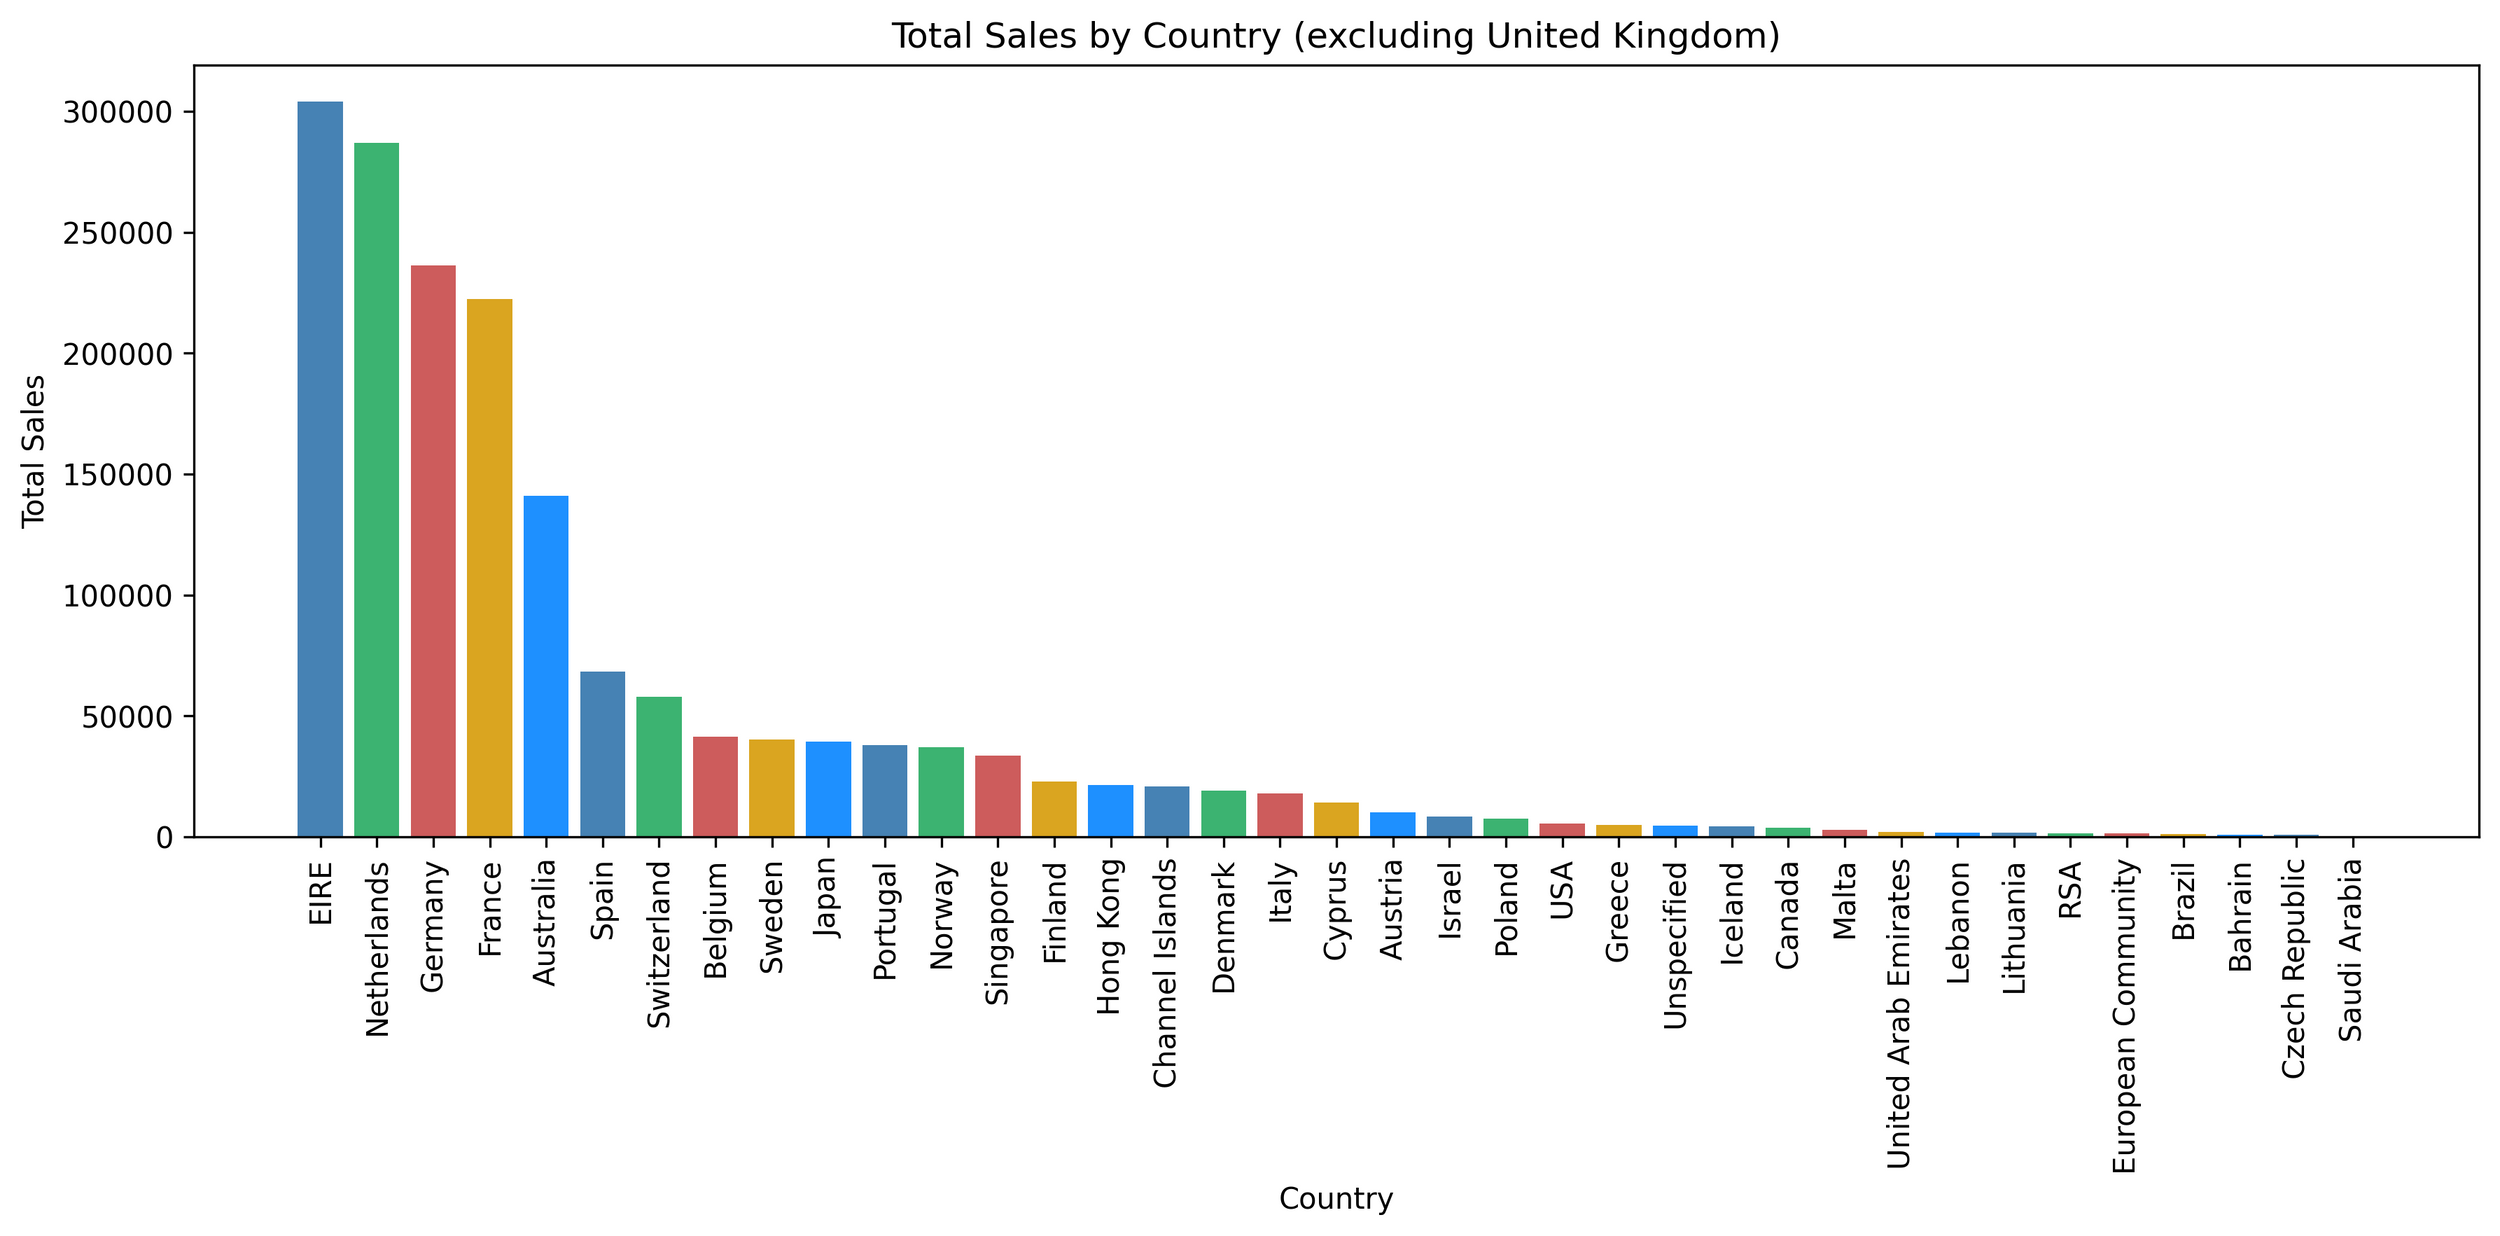 Total Sales by Country (excluding United Kingdom)
Total Sales
300000
250000
200000
150000
100000
50000
0
EIRE
Netherlands
Germany
France
Australia
Spain
Switzerland
Belgium
Sweden
Japan
Portugal
Norway
Singapore
Finland
Hong Kong
Channel Islands
Denmark
Italy
Cyprus
Austria
Israel
Poland
USA
Greece
Unspecified
Iceland
Canada
Malta
United Arab Emirates
Lebanon
Lithuania
RSA
European Community
Brazil
Bahrain
Czech Republic
Saudi Arabia
Country